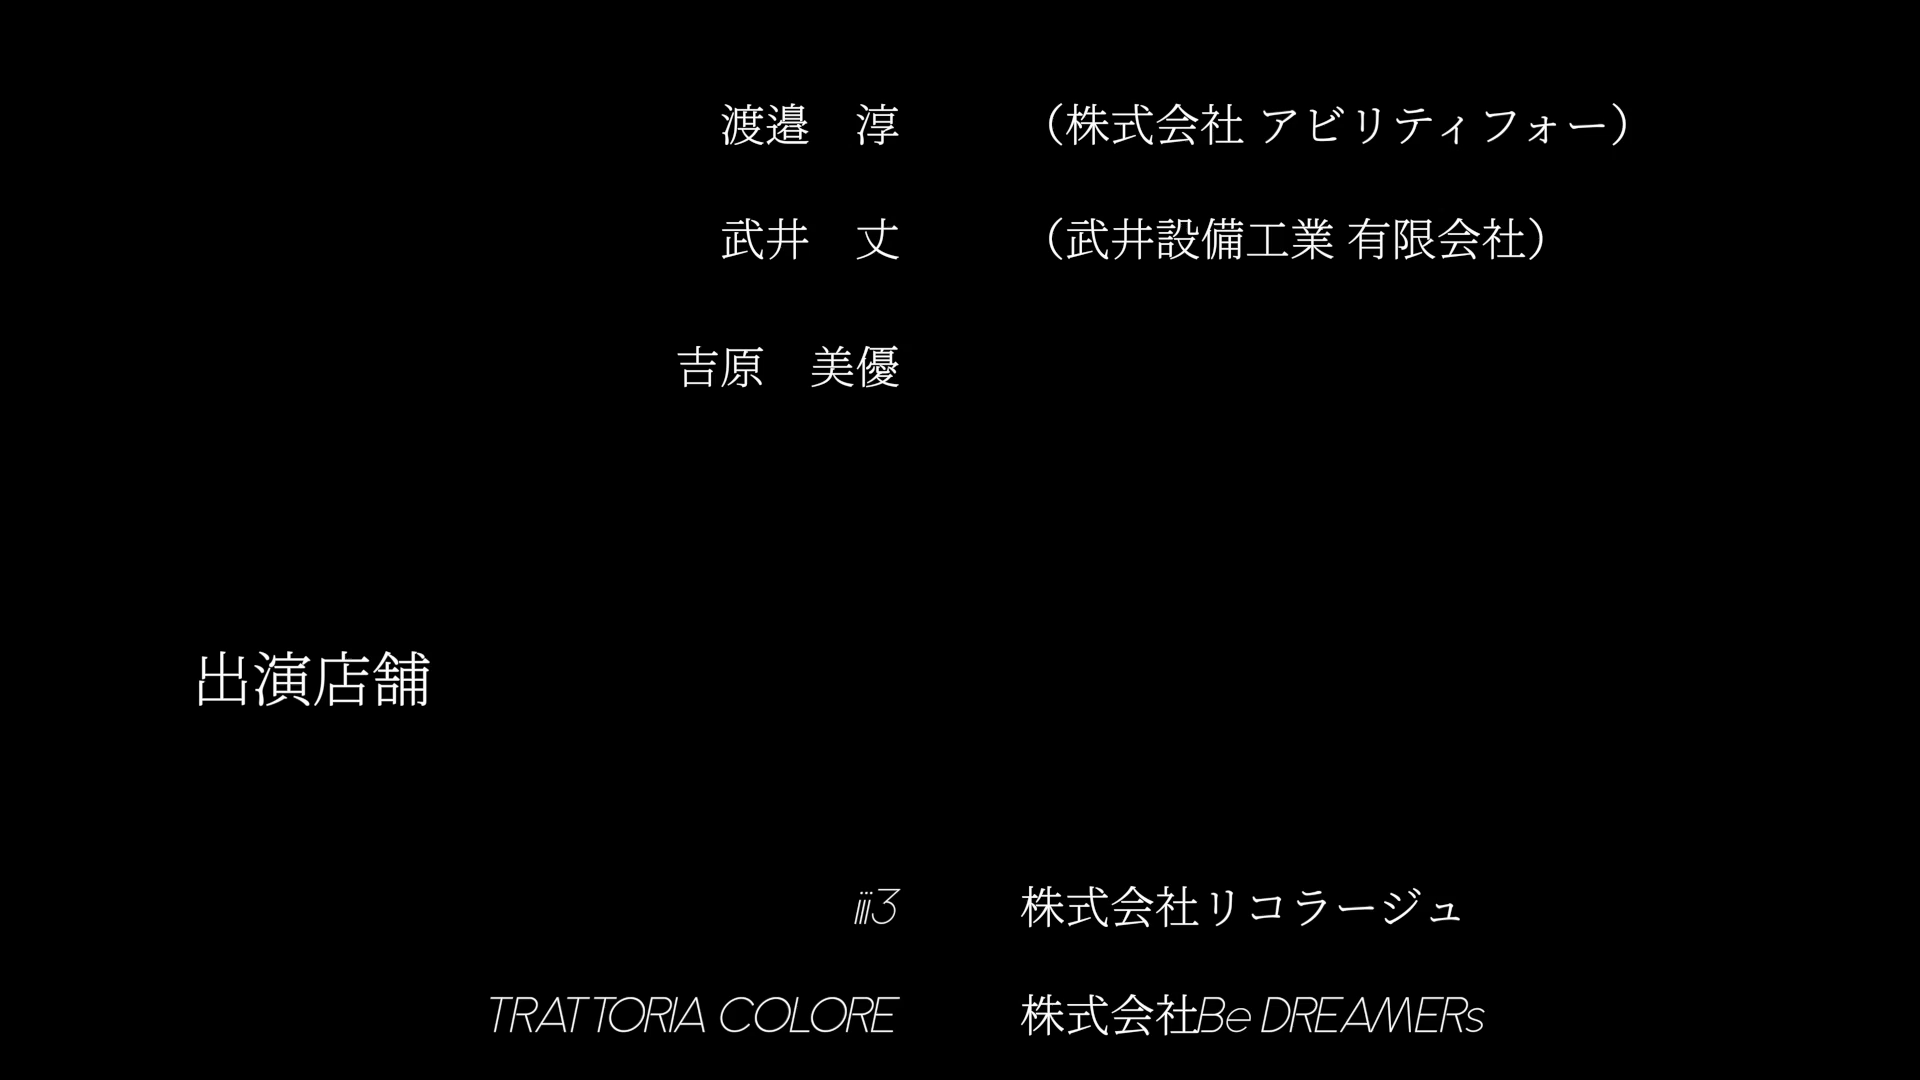 渡邉　淳　（株式会社 アビリティフォー）
武井　丈　（武井設備工業 有限会社）
吉原　美優
出演店舗
iii3　株式会社リコラージュ
TRATTORIA COLORE　株式会社Be DREAMERs